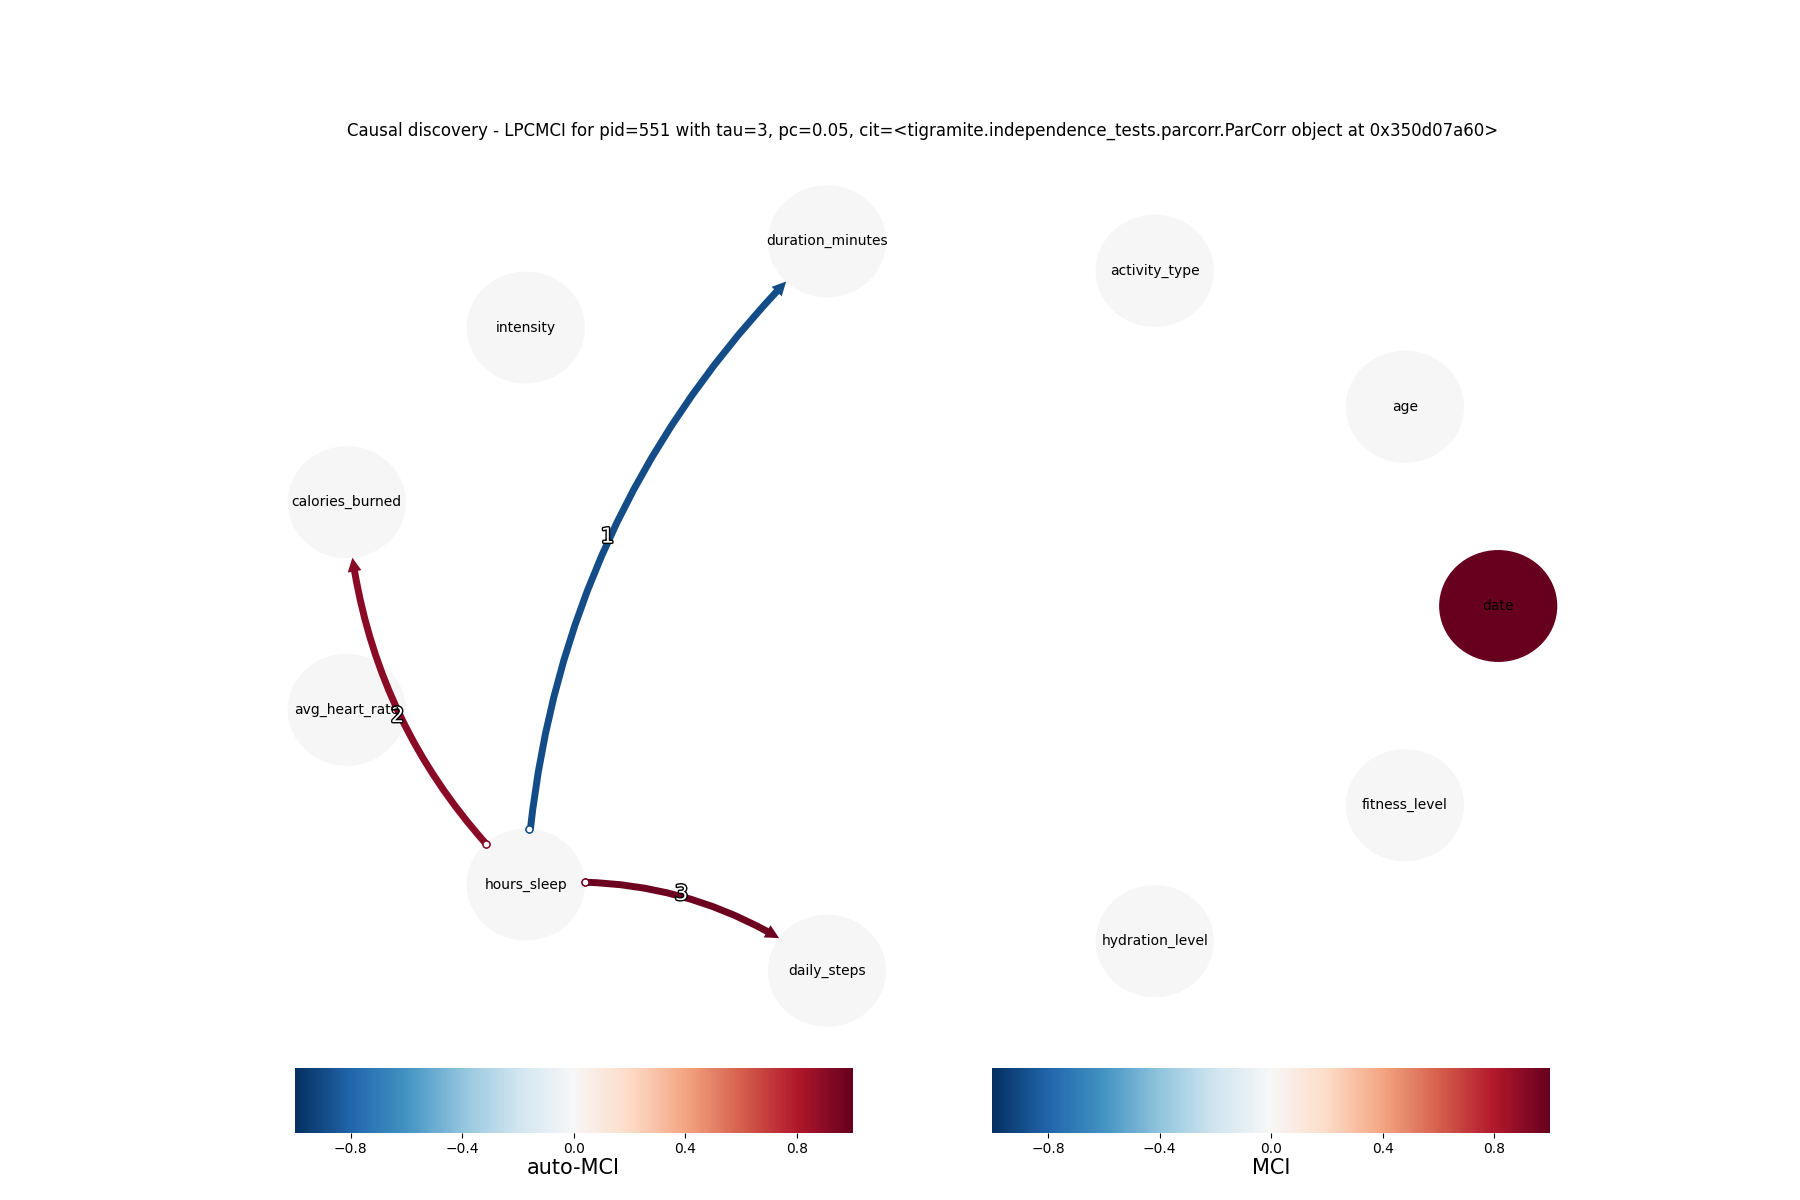 Causal discovery - LPCMCI for pid=551 with tau=3, pc=0.05, cit=<tigramite.independence_tests.parcorr.ParCorr object at 0x350d07a60>
duration_minutes
activity_type
intensity
age
calories_burned
1
date
avg_heart_rate
2
fitness_level
hours_sleep
3
hydration_level
daily_steps
−0.8 −0.4 0.0 0.4 0.8
auto-MCI
−0.8 −0.4 0.0 0.4 0.8
MCI